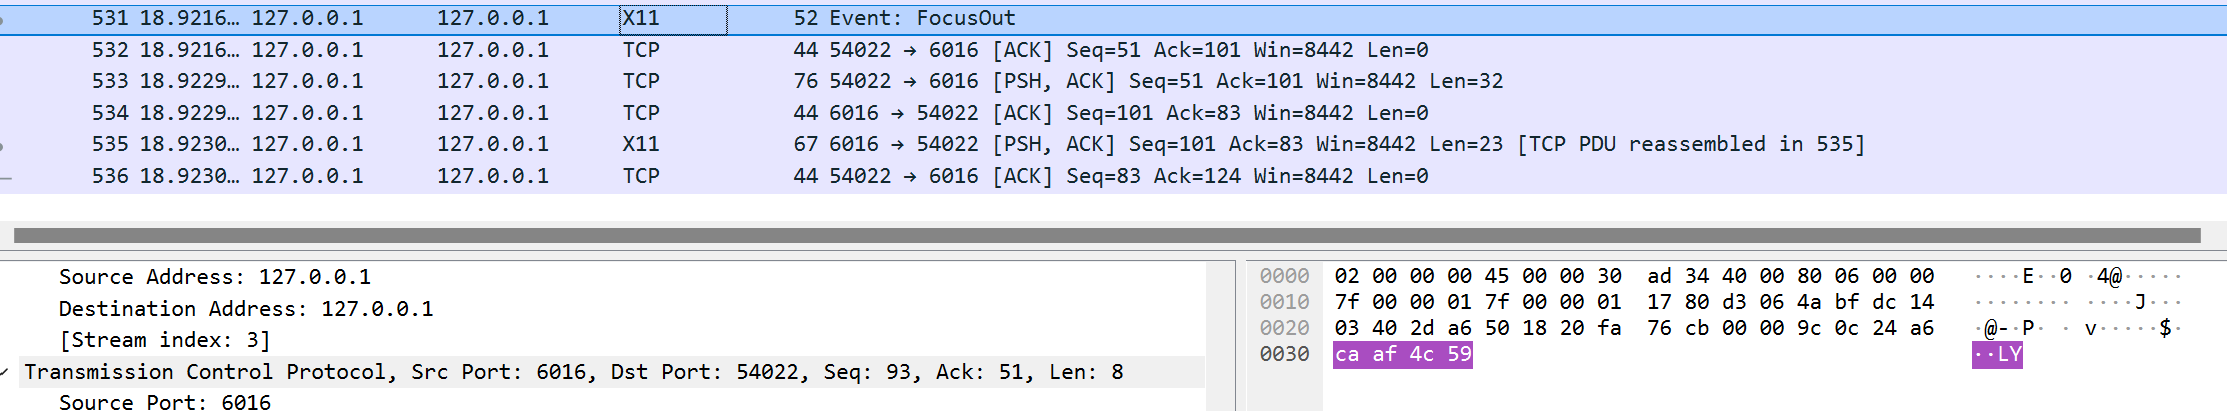 531 18.9216… 127.0.0.1 127.0.0.1 X11 52 Event: FocusOut
532 18.9216… 127.0.0.1 127.0.0.1 TCP 44 54022 → 6016 [ACK] Seq=51 Ack=101 Win=8442 Len=0
533 18.9229… 127.0.0.1 127.0.0.1 TCP 76 54022 → 6016 [PSH, ACK] Seq=51 Ack=101 Win=8442 Len=32
534 18.9229… 127.0.0.1 127.0.0.1 TCP 44 6016 → 54022 [ACK] Seq=101 Ack=83 Win=8442 Len=0
535 18.9230… 127.0.0.1 127.0.0.1 X11 67 6016 → 54022 [PSH, ACK] Seq=101 Ack=83 Win=8442 Len=23 [TCP PDU reassembled in 535]
536 18.9230… 127.0.0.1 127.0.0.1 TCP 44 54022 → 6016 [ACK] Seq=83 Ack=124 Win=8442 Len=0
Source Address: 127.0.0.1
Destination Address: 127.0.0.1
[Stream index: 3]
Transmission Control Protocol, Src Port: 6016, Dst Port: 54022, Seq: 93, Ack: 51, Len: 8
Source Port: 6016
0000 02 00 00 00 45 00 00 30 ad 34 40 00 80 06 00 00 ····E··0 ·4@·····
0010 7f 00 00 01 7f 00 00 01 17 80 d3 06 4a bf dc 14 ········ ····J···
0020 03 40 2d a6 50 18 20 fa 76 cb 00 00 9c 0c 24 a6 ·@-·P· · v·····$·
0030 ca af 4c 59 ··LY